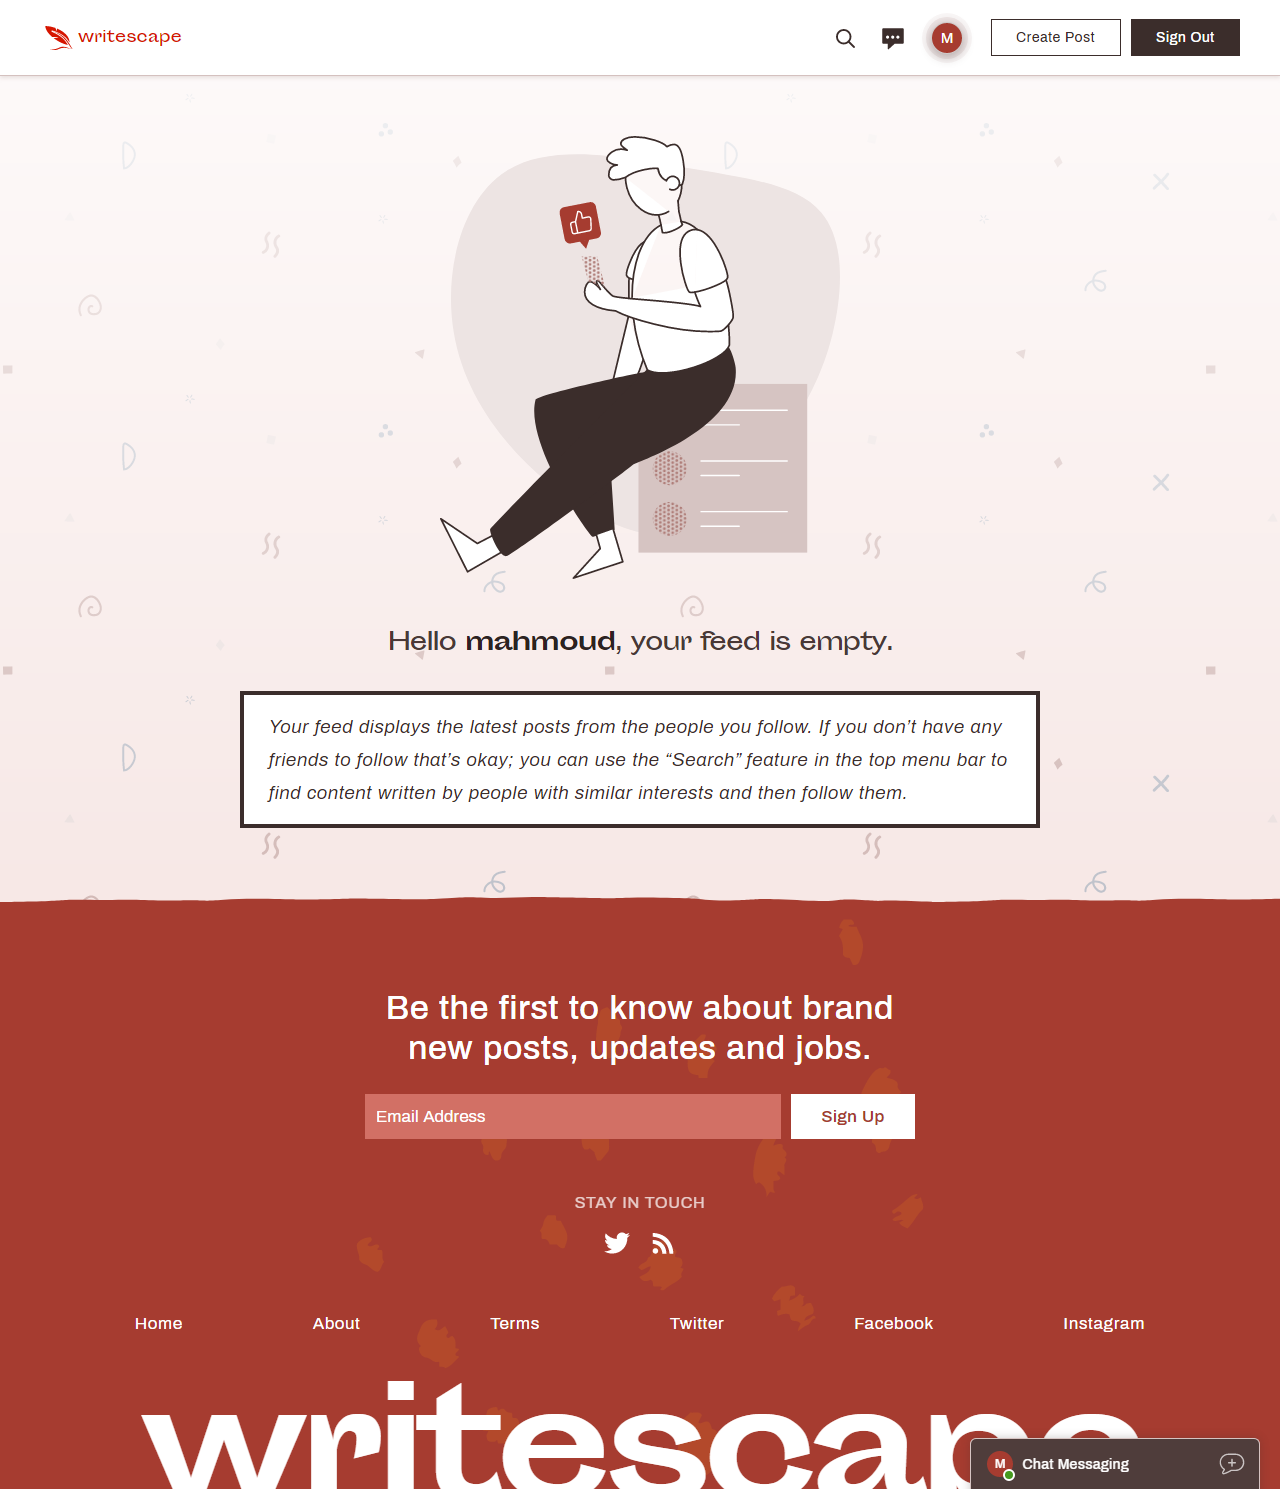 writescape
M
Create Post
Sign Out
Hello mahmoud, your feed is empty.
Your feed displays the latest posts from the people you follow. If you don’t have any
friends to follow that’s okay; you can use the “Search” feature in the top menu bar to
find content written by people with similar interests and then follow them.
Be the first to know about brand
new posts, updates and jobs.
Email Address
Sign Up
STAY IN TOUCH
Home
About
Terms
Twitter
Facebook
Instagram
writescape
M
Chat Messaging